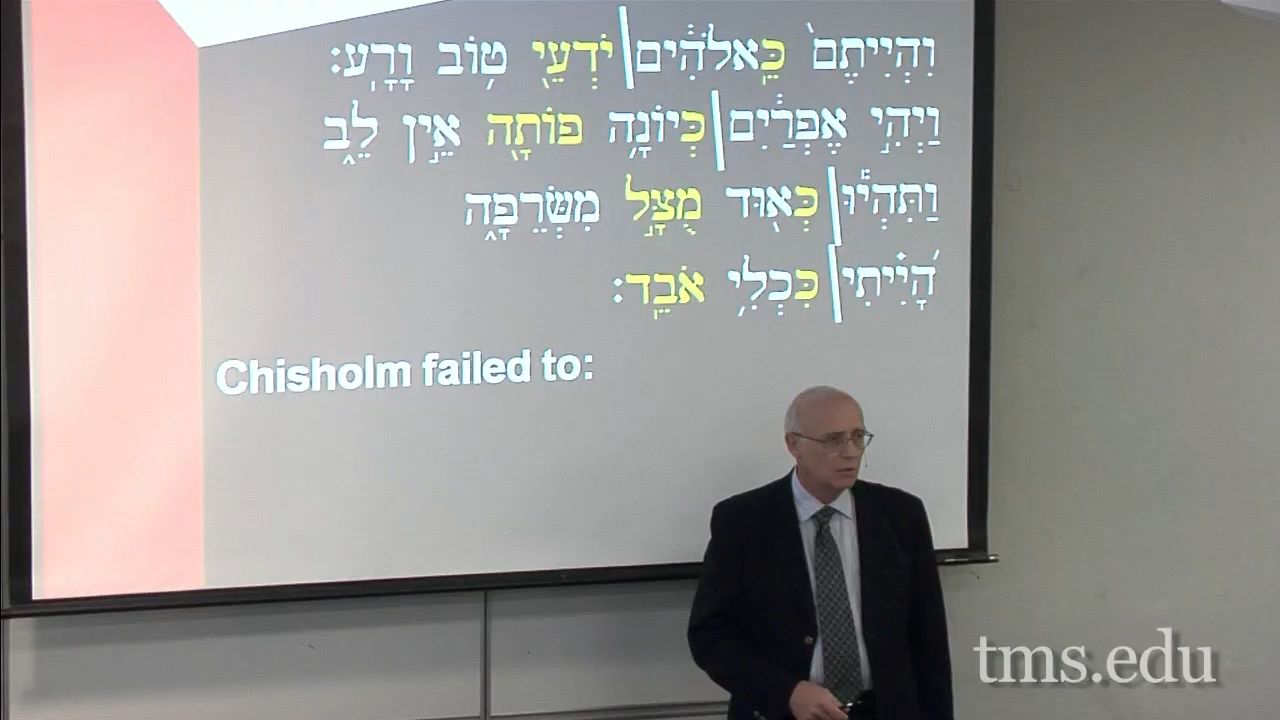 וִהְיִיתֶם֙ כֵּֽאלֹהִ֔ים יֹדְעֵ֖י ט֥וֹב וָרָֽע׃
וַיְהִ֣י אֶפְרַ֔יִם כְּיוֹנָ֥ה פוֹתָ֖ה אֵ֣ין לֵ֑ב
וַתִּהְי֕וּ כְּא֖וּד מֻצָּ֣ל מִשְּׂרֵפָ֑ה
הָ֝יִ֗יתִי כִּכְלִ֥י אֹבֵֽד׃
Chisholm failed to:
tms.edu